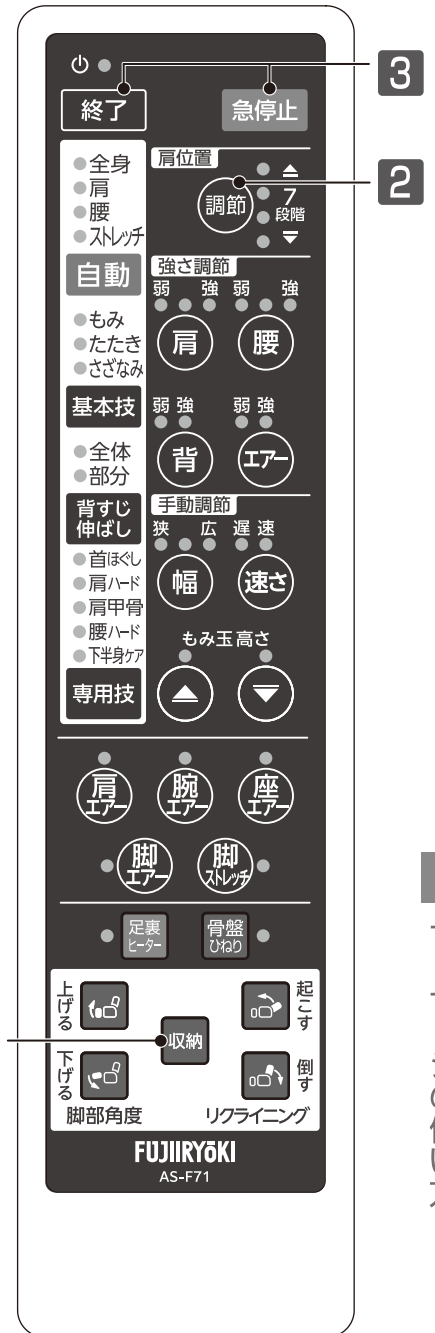 3
終了
急停止
全身
肩
腰
ストレッチ
自動
肩位置
調節
7
段階
2
強さ調節
弱 強 弱 強
肩 腰
もみ
たたき
さざなみ
基本技
弱 強 弱 強
背 エアー
全体
部分
背すじ
伸ばし
手動調節
狭 広 遅 速
幅 速さ
首ほぐし
肩ハード
肩甲骨
腰ハード
下半身ケア
専用技
もみ玉高さ
肩
エアー
腕
エアー
座
エアー
脚
エアー
脚
ストレッチ
足裏
ヒーター
骨盤
ひねり
上げる
下げる
脚部角度
収納
起こす
倒す
リクライニング
FUJIIRYōKI
AS-F71